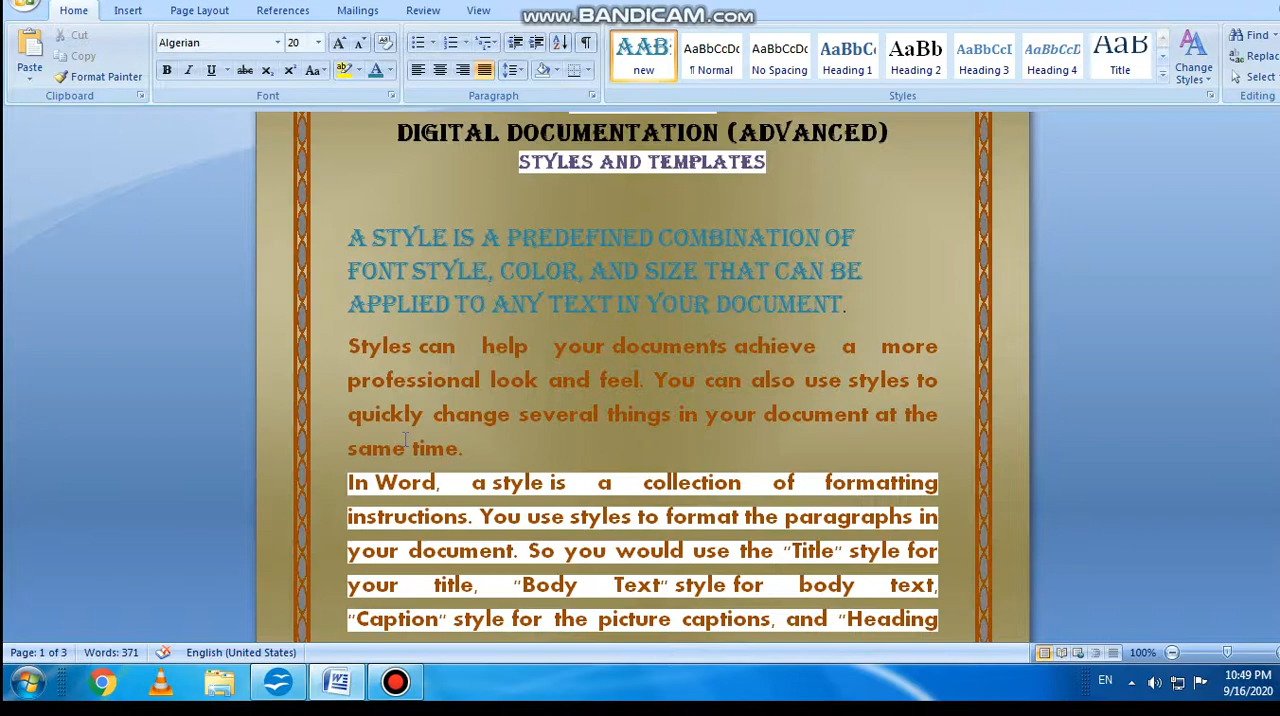 www.BANDICAM.com
Home Insert Page Layout References Mailings Review View
Cut
Copy
Format Painter
Paste
Clipboard
Algerian 20
B I U abc x₂ x² Aa
Font
Paragraph
AAB AaBbCcDc AaBbCcDc AaBbC AaBb AaBbCcI AaBbCcD AaBb
new ¶ Normal No Spacing Heading 1 Heading 2 Heading 3 Heading 4 Title
Styles
Change
Styles
Find
Replac
Select
Editing
DIGITAL DOCUMENTATION (ADVANCED)
STYLES AND TEMPLATES
A STYLE IS A PREDEFINED COMBINATION OF
FONT STYLE, COLOR, AND SIZE THAT CAN BE
APPLIED TO ANY TEXT IN YOUR DOCUMENT.
Styles can help your documents achieve a more
professional look and feel. You can also use styles to
quickly change several things in your document at the
same time.
In Word, a style is a collection of formatting
instructions. You use styles to format the paragraphs in
your document. So you would use the "Title" style for
your title, "Body Text" style for body text,
"Caption" style for the picture captions, and "Heading
Page: 1 of 3 Words: 371 English (United States) 100%
EN 10:49 PM
9/16/2020